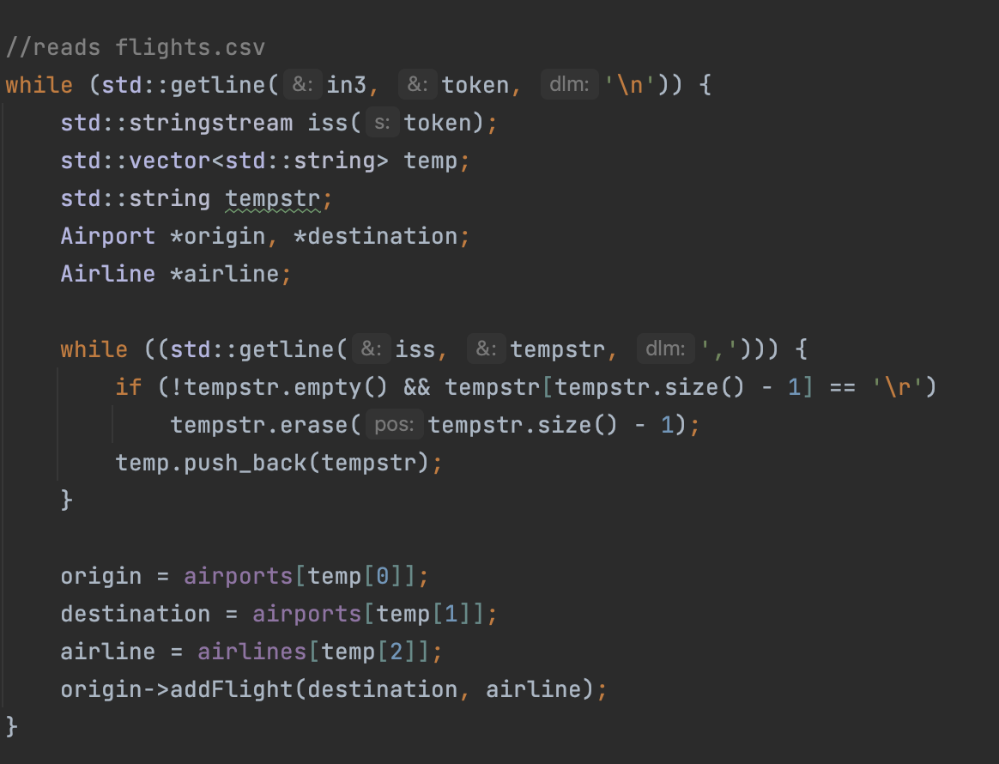 //reads flights.csv
while (std::getline( &: in3, &: token, dlm: '\n')) {
    std::stringstream iss( s: token);
    std::vector<std::string> temp;
    std::string tempstr;
    Airport *origin, *destination;
    Airline *airline;

    while ((std::getline( &: iss, &: tempstr, dlm: ','))) {
        if (!tempstr.empty() && tempstr[tempstr.size() - 1] == '\r')
            tempstr.erase( pos: tempstr.size() - 1);
        temp.push_back(tempstr);
    }

    origin = airports[temp[0]];
    destination = airports[temp[1]];
    airline = airlines[temp[2]];
    origin->addFlight(destination, airline);
}